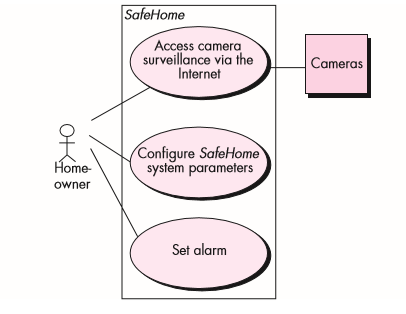 SafeHome
Access camera
surveillance via the
Internet
Cameras
Configure SafeHome
system parameters
Home-
owner
Set alarm